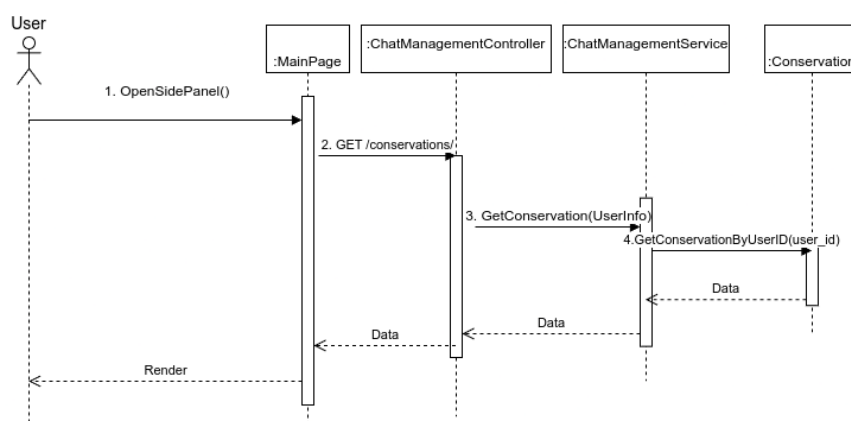 User
:MainPage
:ChatManagementController
:ChatManagementService
:Conservation
1. OpenSidePanel()
2. GET /conservations/
3. GetConservation(UserInfo)
4.GetConservationByUserID(user_id)
Data
Data
Data
Render